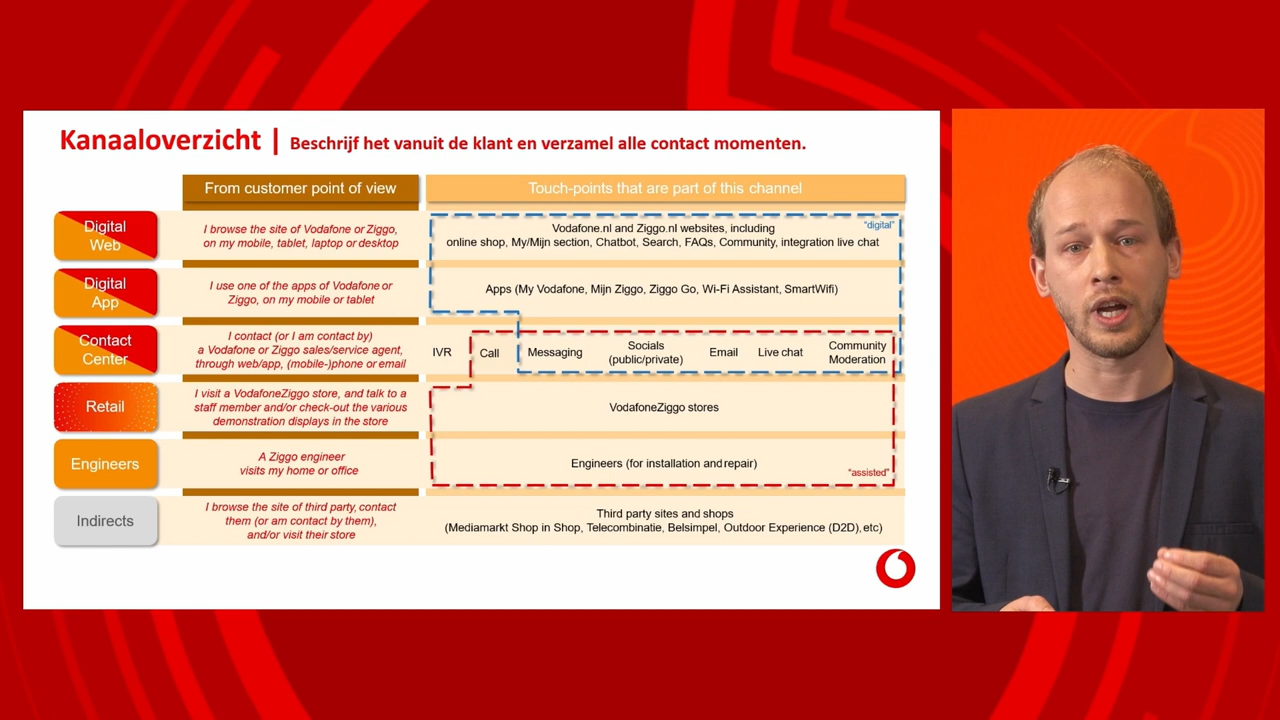 Kanaaloverzicht | Beschrijf het vanuit de klant en verzamel alle contact momenten.
From customer point of view
Touch-points that are part of this channel
Digital
Web
I browse the site of Vodafone or Ziggo,
on my mobile, tablet, laptop or desktop
Vodafone.nl and Ziggo.nl websites, including
online shop, My/Mijn section, Chatbot, Search, FAQs, Community, integration live chat
"digital"
Digital
App
I use one of the apps of Vodafone or
Ziggo, on my mobile or tablet
Apps (My Vodafone, Mijn Ziggo, Ziggo Go, Wi-Fi Assistant, SmartWifi)
Contact
Center
I contact (or I am contact by)
a Vodafone or Ziggo sales/service agent,
through web/app, (mobile-)phone or email
IVR
Call
Messaging
Socials
(public/private)
Email
Live chat
Community
Moderation
Retail
I visit a VodafoneZiggo store, and talk to a
staff member and/or check-out the various
demonstration displays in the store
VodafoneZiggo stores
Engineers
A Ziggo engineer
visits my home or office
Engineers (for installation and repair)
"assisted"
Indirects
I browse the site of third party, contact
them (or am contact by them),
and/or visit their store
Third party sites and shops
(Mediamarkt Shop in Shop, Telecombinatie, Belsimpel, Outdoor Experience (D2D), etc)